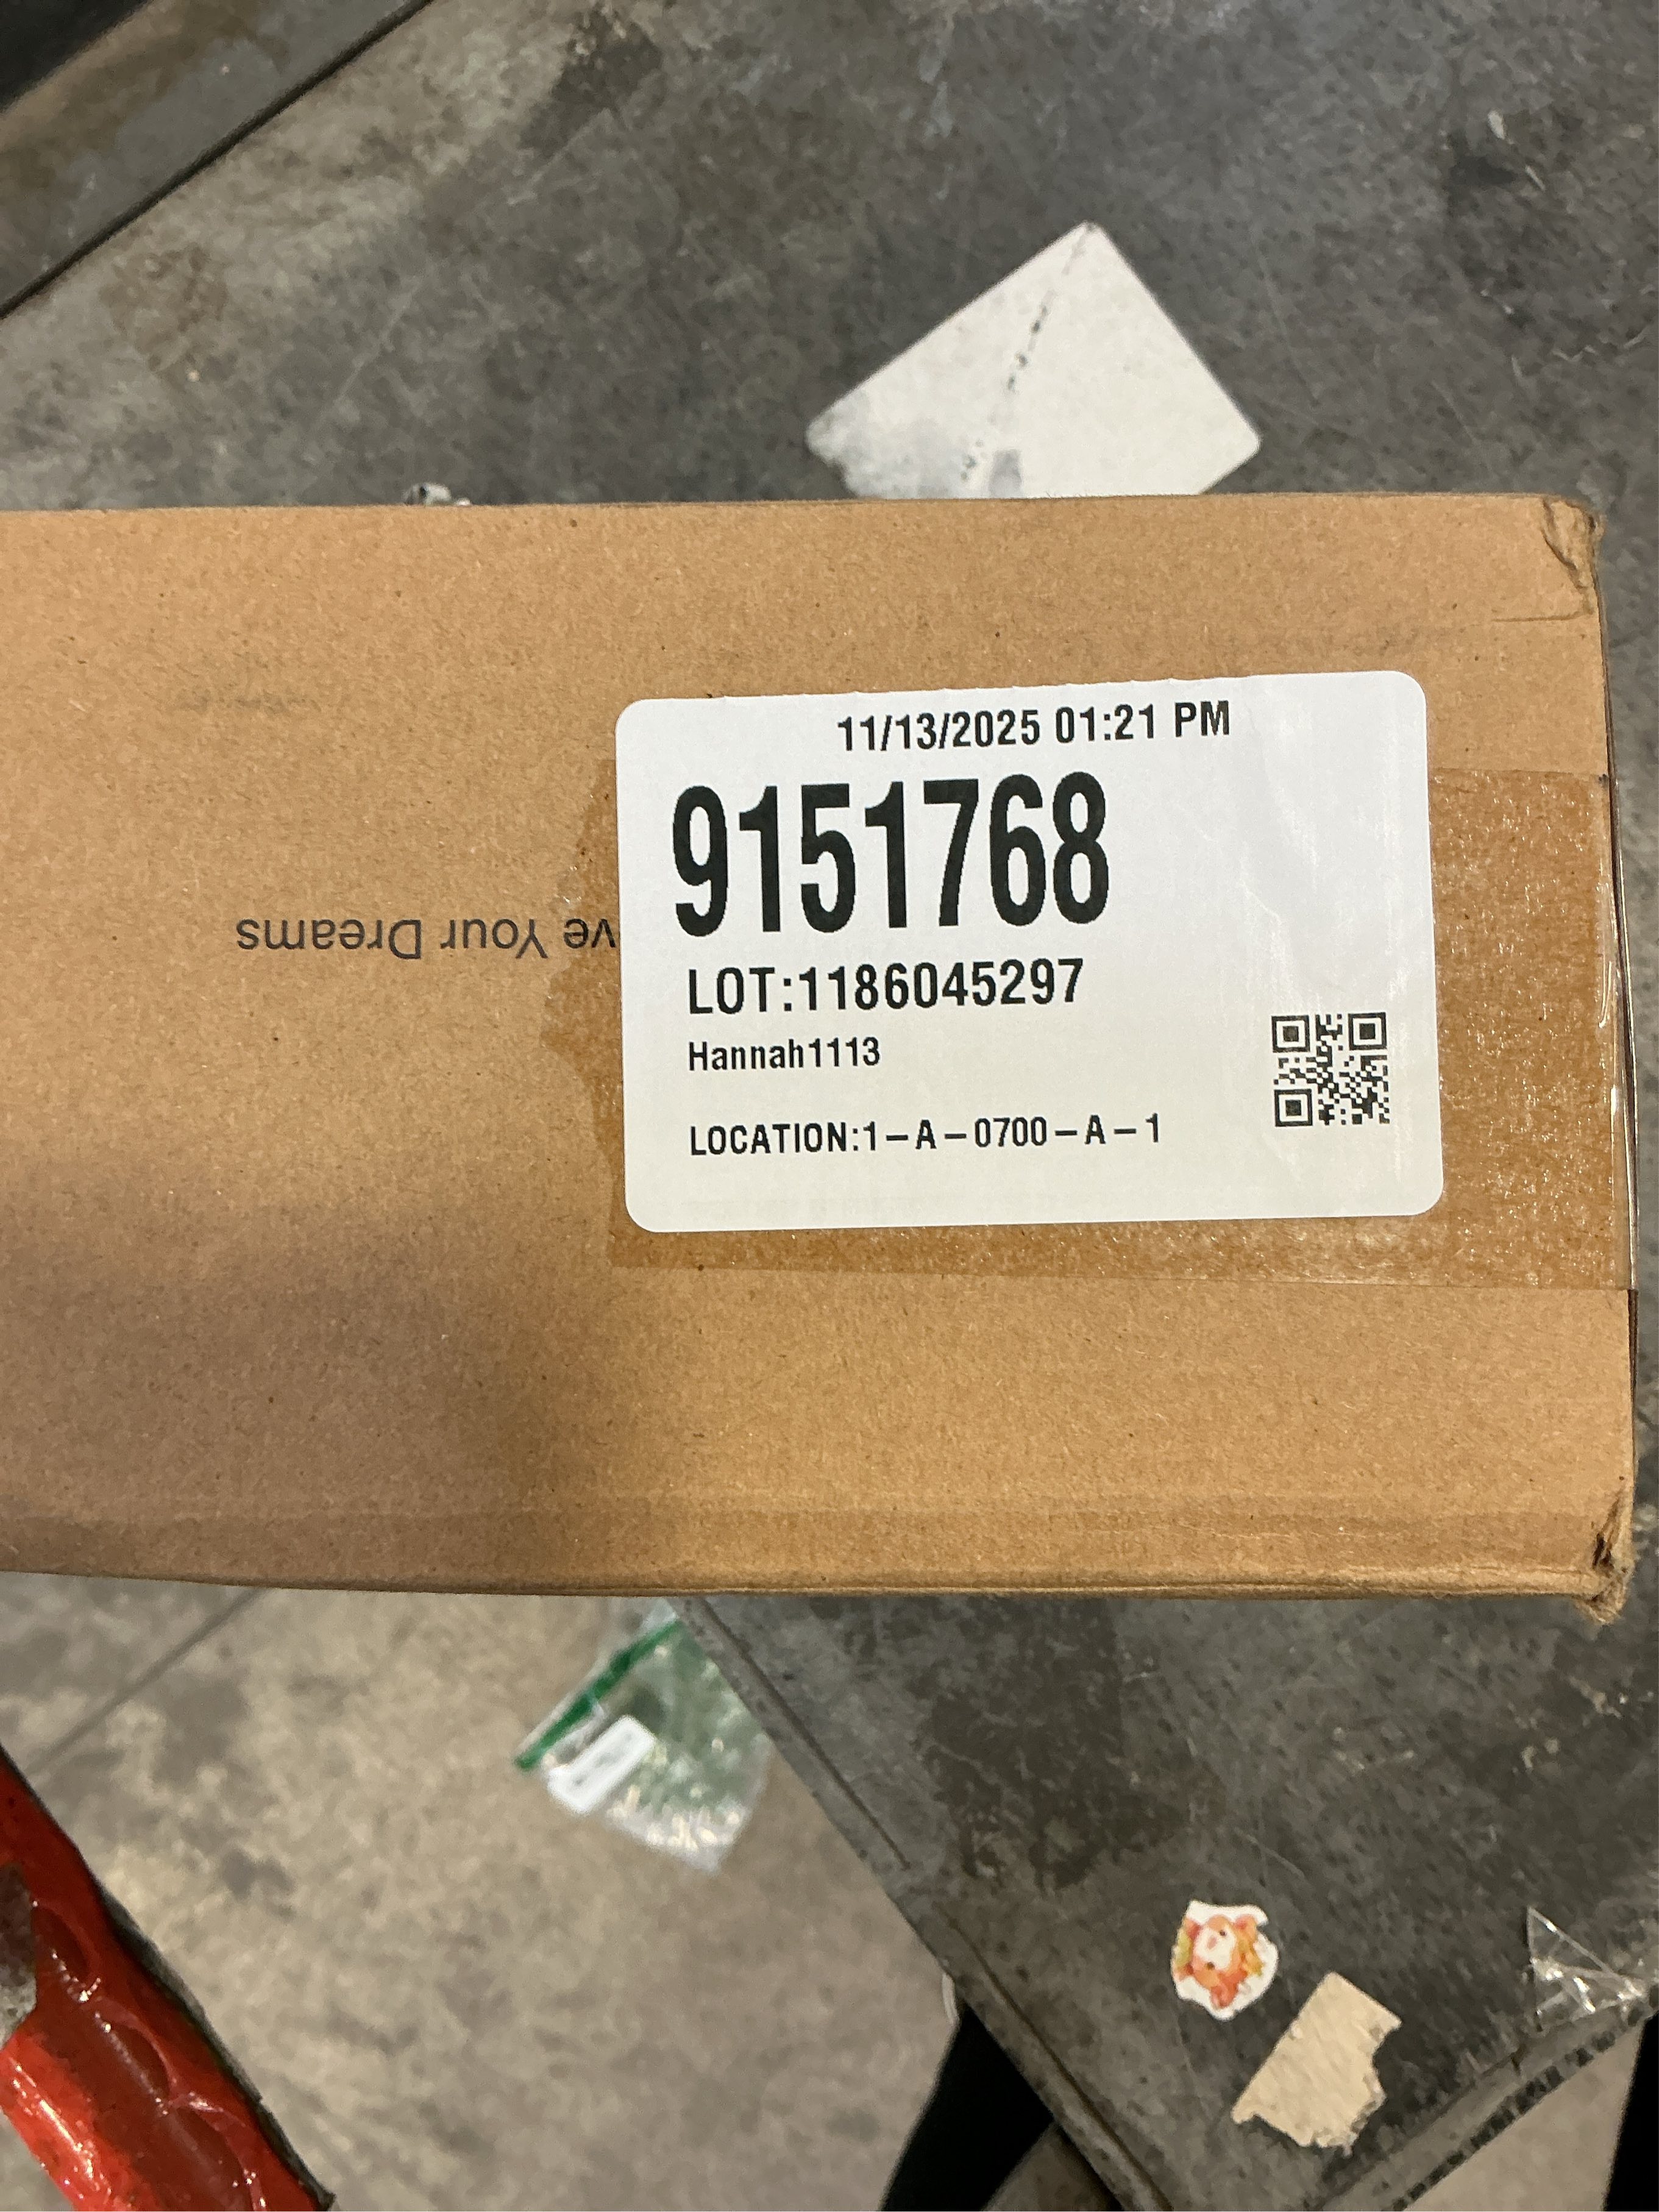 11/13/2025 01:21 PM
9151768
LOT:1186045297
Hannah1113
LOCATION:1-A-0700-A-1
ve Your Dreams